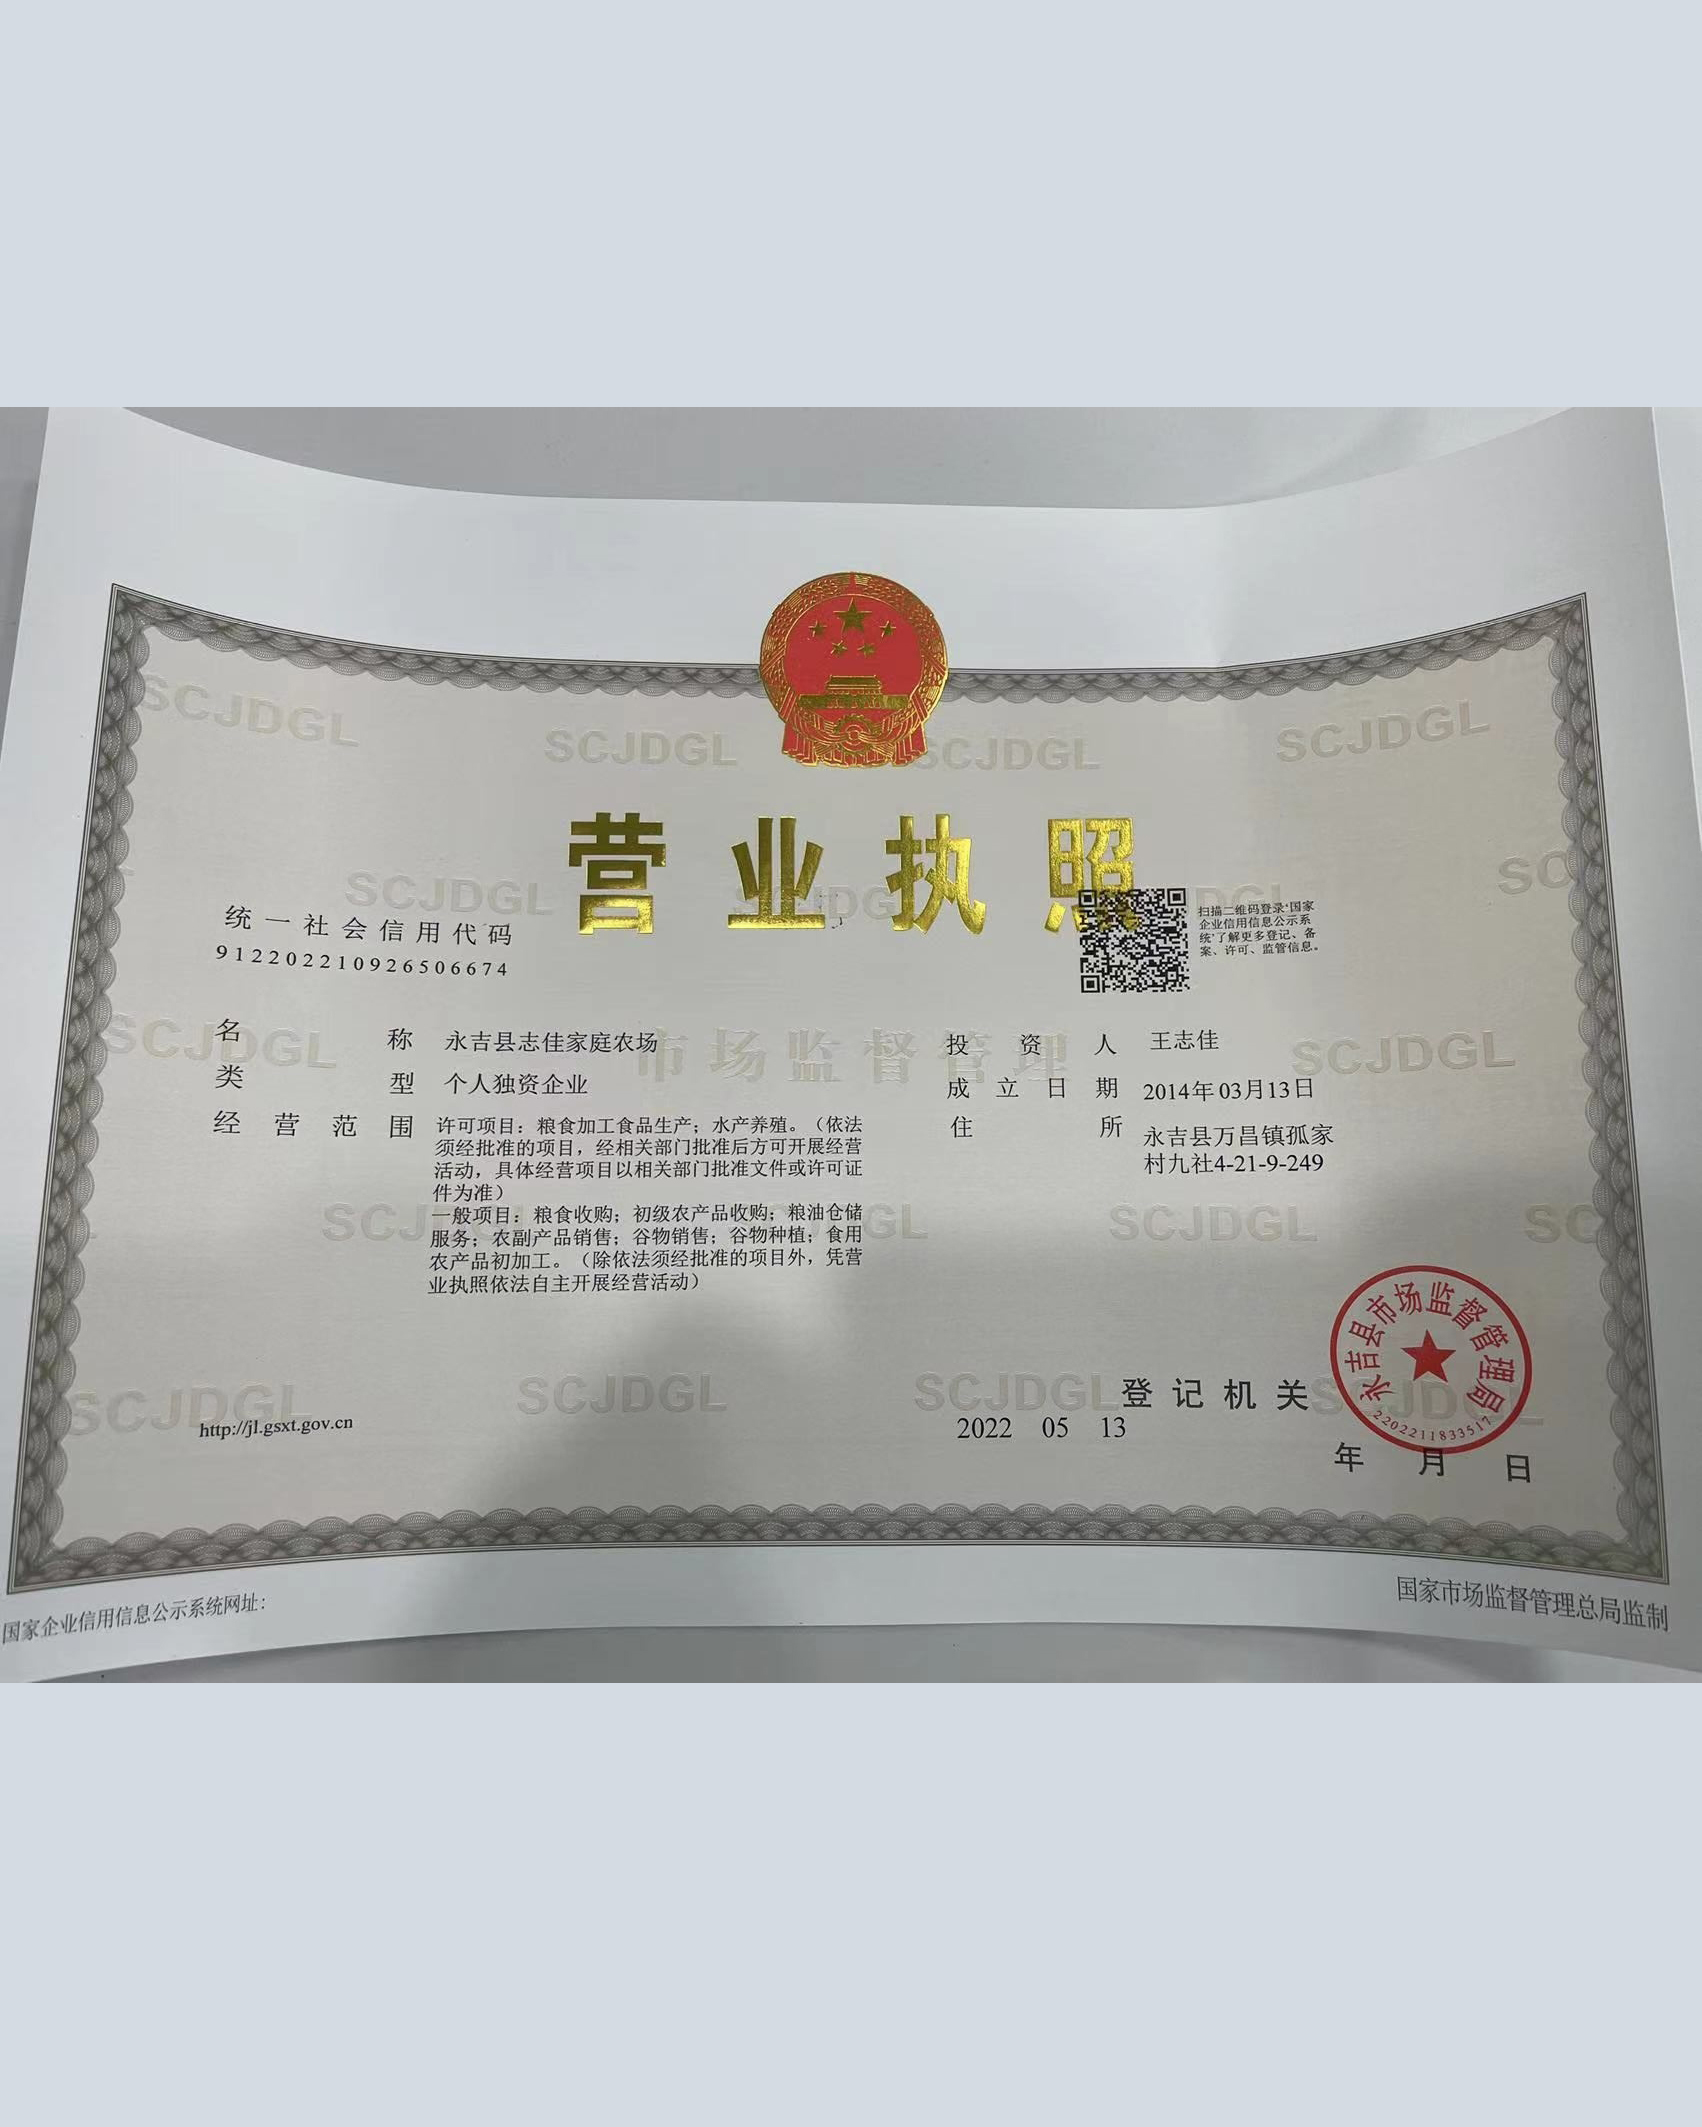 SCJDGL SCJDGL SCJDGL SCJDGL
营业执照
SCJDGL
统一社会信用代码
912202210926506674
扫描二维码登录‘国家
企业信用信息公示系
统’了解更多登记、备
案、许可、监管信息。
SCJDGL 市场监督管理 SCJDGL
名称 永吉县志佳家庭农场
类型 个人独资企业
经营范围 许可项目：粮食加工食品生产；水产养殖。（依法
须经批准的项目，经相关部门批准后方可开展经营
活动，具体经营项目以相关部门批准文件或许可证
件为准）
一般项目：粮食收购；初级农产品收购；粮油仓储
服务；农副产品销售；谷物销售；谷物种植；食用
农产品初加工。（除依法须经批准的项目外，凭营
业执照依法自主开展经营活动）
投资人 王志佳
成立日期 2014年03月13日
住所 永吉县万昌镇孤家
村九社4-21-9-249
SCJDGL
SCJDGL SCJDGL SCJDGL
登记机关
永吉县市场监督管理局
2202211833517
2022 05 13
年 月 日
http://jl.gsxt.gov.cn
国家企业信用信息公示系统网址：
国家市场监督管理总局监制